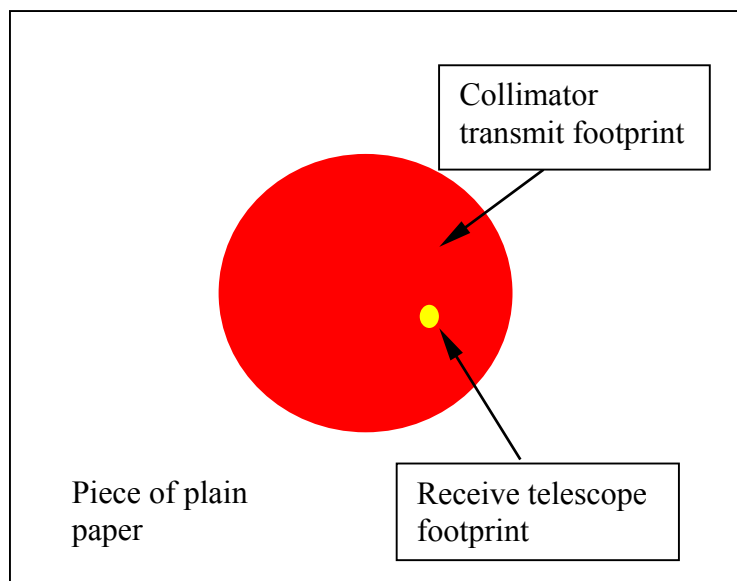 Collimator
transmit footprint
Piece of plain
paper
Receive telescope
footprint